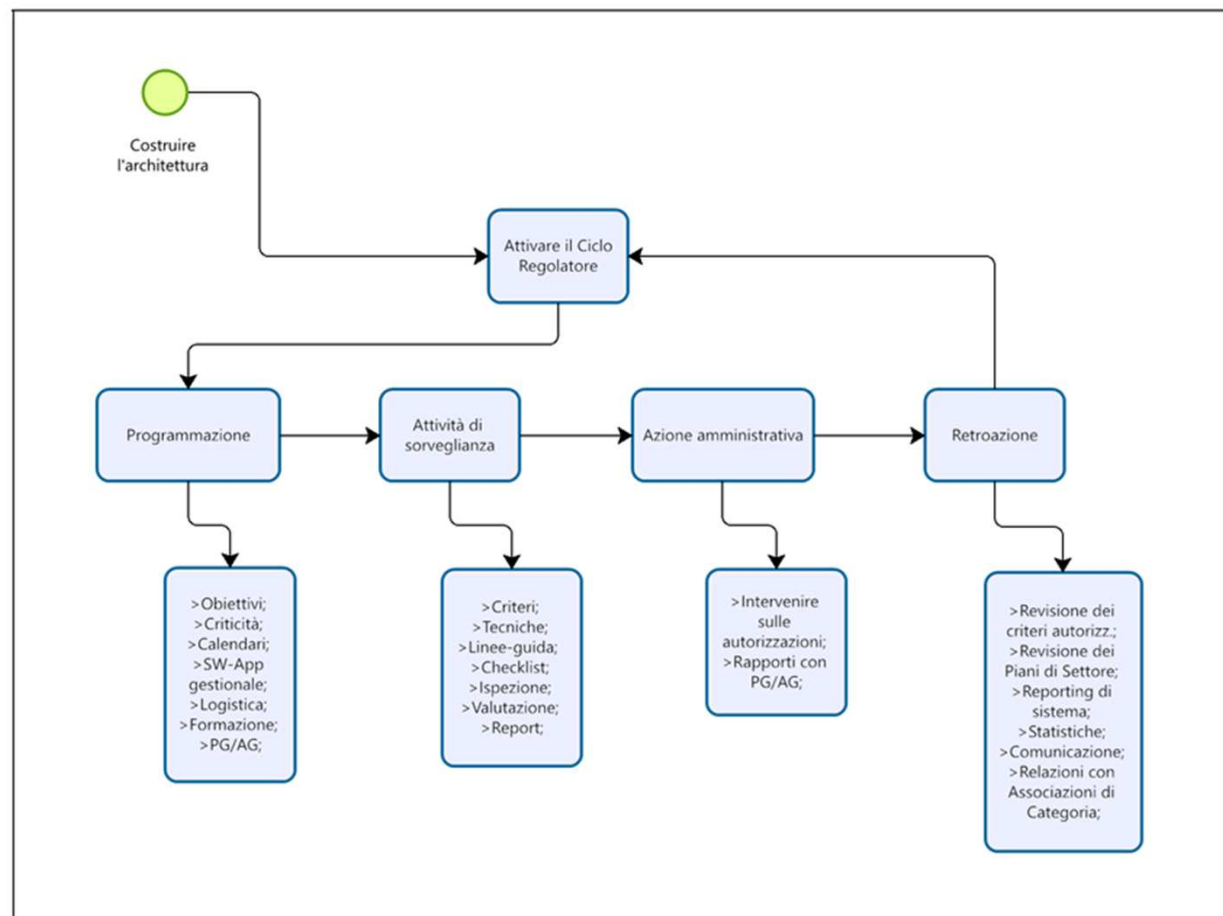 Costruire
l'architettura
Attivare il Ciclo
Regolatore
Programmazione
Attività di
sorveglianza
Azione amministrativa
Retroazione
>Obiettivi;
>Criticità;
>Calendari;
>SW-App
gestionale;
>Logistica;
>Formazione;
>PG/AG;
>Criteri;
>Tecniche;
>Linee-guida;
>Checklist;
>Ispezione;
>Valutazione;
>Report;
>Intervenire
sulle
autorizzazioni;
>Rapporti con
PG/AG;
>Revisione dei
criteri autorizz.;
>Revisione dei
Piani di Settore;
>Reporting di
sistema;
>Statistiche;
>Comunicazione;
>Relazioni con
Associazioni di
Categoria;